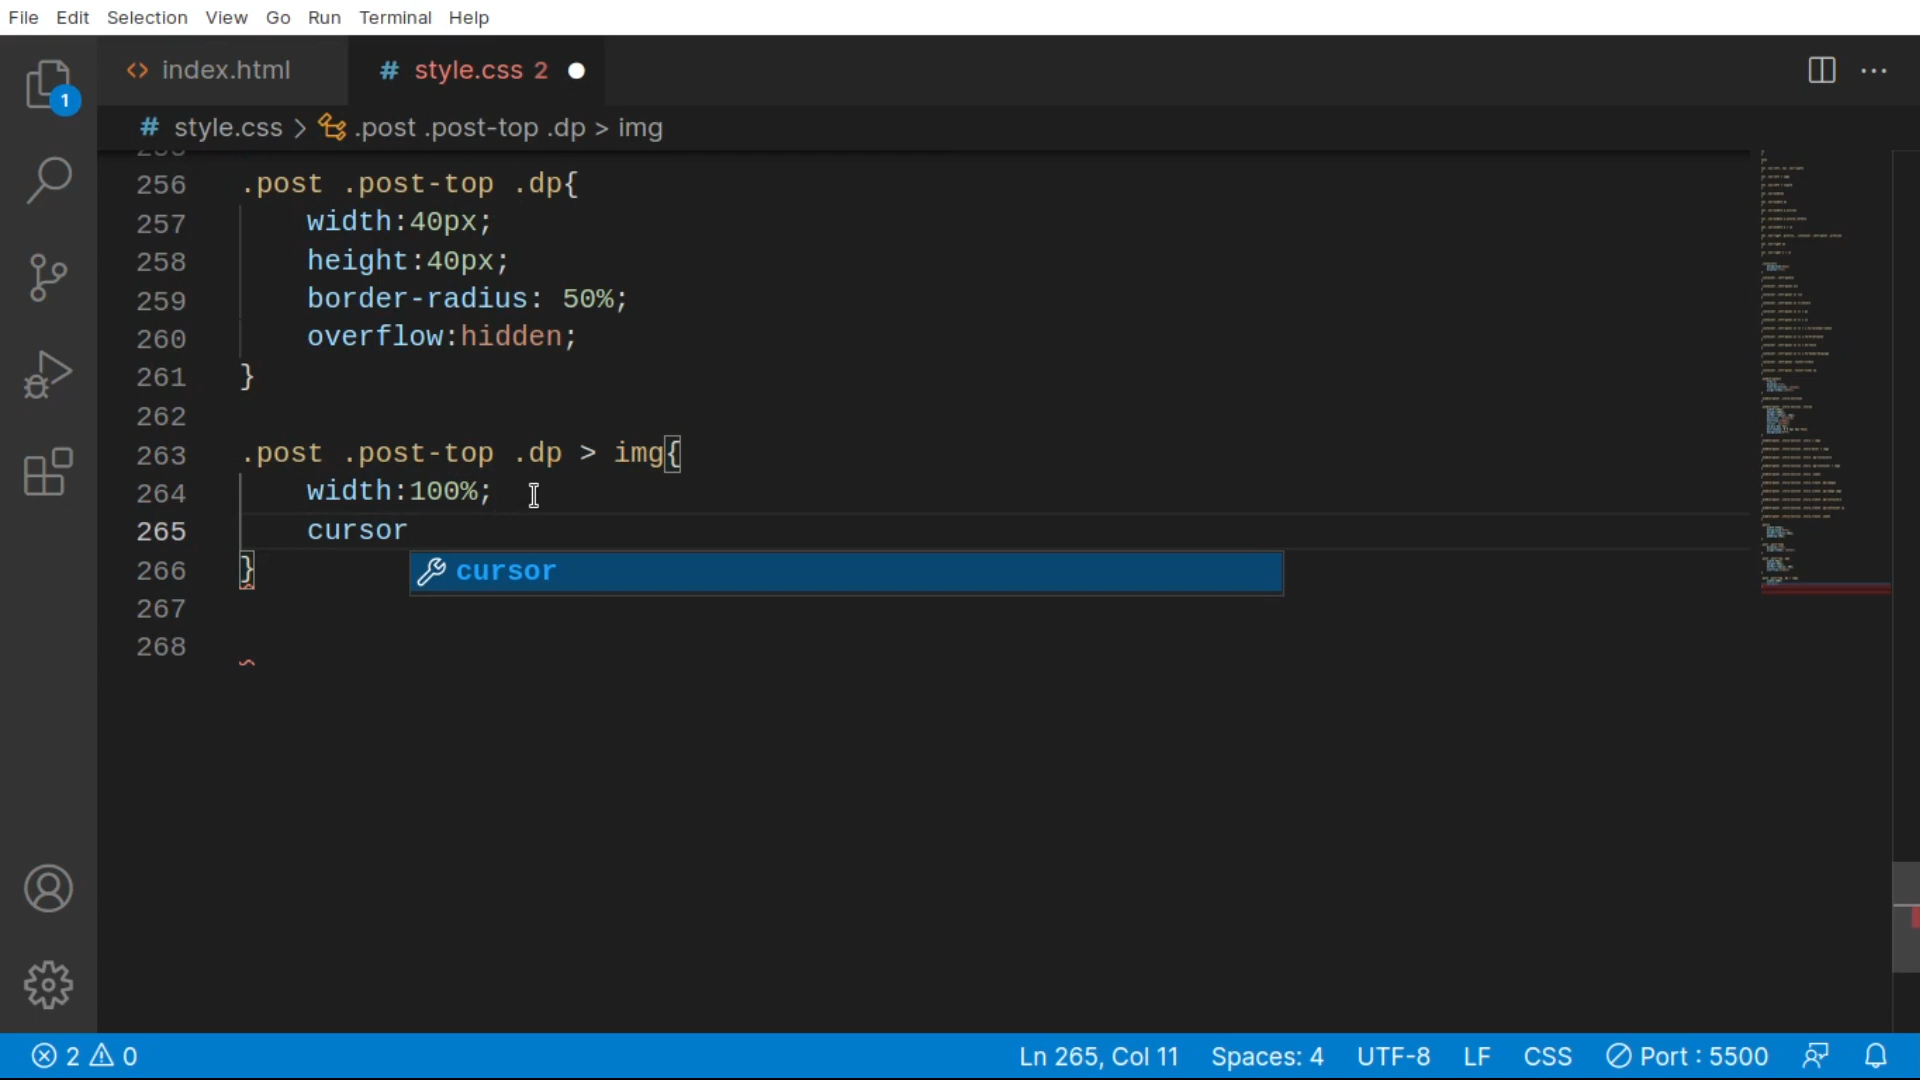 File Edit Selection View Go Run Terminal Help
1
index.html
# style.css 2
# style.css > .post .post-top .dp > img
256 .post .post-top .dp{
257 width:40px;
258 height:40px;
259 border-radius: 50%;
260 overflow:hidden;
261 }
262
263 .post .post-top .dp > img{
264 width:100%;
265 cursor
266 }
cursor
267
268
2 0
Ln 265, Col 11 Spaces: 4 UTF-8 LF CSS Port : 5500